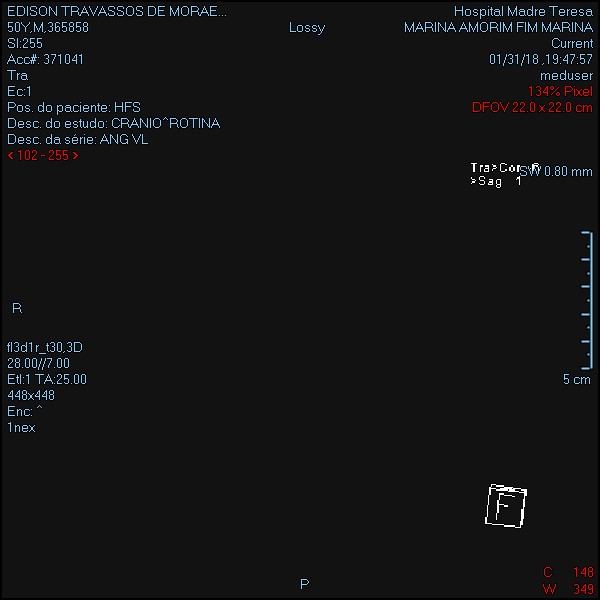 EDISON TRAVASSOS DE MORAE...
50Y,M,365858
Sl:255
Acc#: 371041
Tra
Ec:1
Pos. do paciente: HFS
Desc. do estudo: CRANIO^ROTINA
Desc. da série: ANG VL
< 102 - 255 >
Lossy
Hospital Madre Teresa
MARINA AMORIM FIM MARINA
Current
01/31/18 ,19:47:57
meduser
134% Pixel
DFOV 22.0 x 22.0 cm
Tra>Cor
SW 0.80 mm
>Sag 1
R
fl3d1r_t30,3D
28.00//7.00
Etl:1 TA:25.00
448x448
Enc: ^
1nex
5 cm
F
P
C 148
W 349